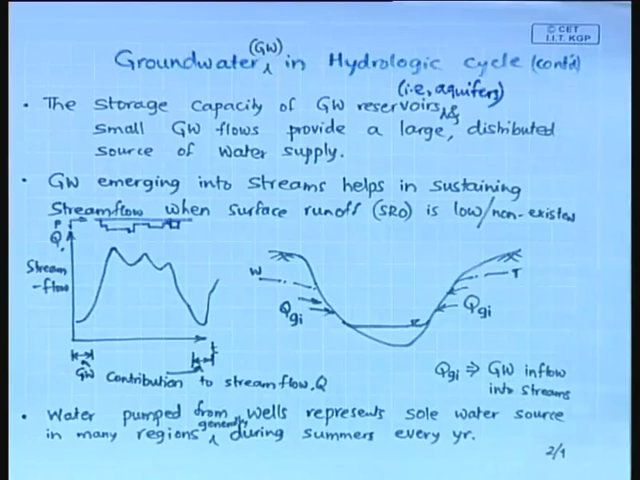 © CET
I.I.T. KGP
Groundwater (GW) in Hydrologic cycle (cont'd)
• The storage capacity of GW reservoirs (i.e, aquifers) &
small GW flows provide a large, distributed
source of water supply.
• GW emerging into streams helps in sustaining
streamflow when surface runoff (SRO) is low/non-existen
P
Q,
Stream
-flow
t
W
T
Qgi
Qgi
GW contribution to streamflow, Q
Qgi ⇒ GW inflow
into streams
• Water pumped from wells represents sole water source
in many regions generally during summers every yr.
2/1